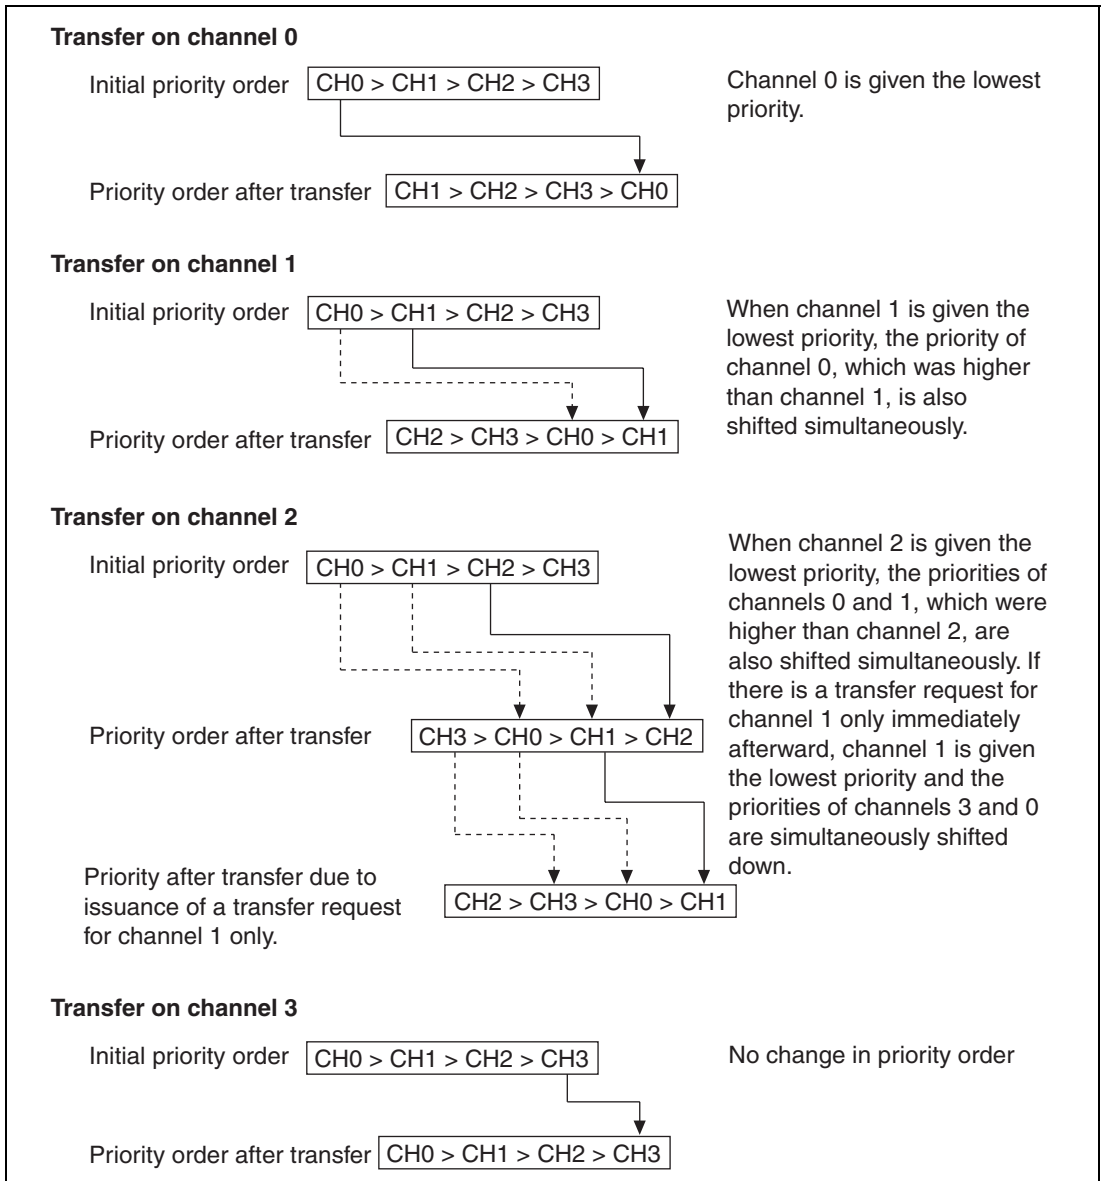 Transfer on channel 0
Initial priority order CH0 > CH1 > CH2 > CH3
Channel 0 is given the lowest
priority.
Priority order after transfer CH1 > CH2 > CH3 > CH0
Transfer on channel 1
Initial priority order CH0 > CH1 > CH2 > CH3
When channel 1 is given the
lowest priority, the priority of
channel 0, which was higher
than channel 1, is also
shifted simultaneously.
Priority order after transfer CH2 > CH3 > CH0 > CH1
Transfer on channel 2
Initial priority order CH0 > CH1 > CH2 > CH3
When channel 2 is given the
lowest priority, the priorities of
channels 0 and 1, which were
higher than channel 2, are
also shifted simultaneously. If
there is a transfer request for
channel 1 only immediately
afterward, channel 1 is given
the lowest priority and the
priorities of channels 3 and 0
are simultaneously shifted
down.
Priority order after transfer CH3 > CH0 > CH1 > CH2
Priority after transfer due to
issuance of a transfer request
for channel 1 only.
CH2 > CH3 > CH0 > CH1
Transfer on channel 3
Initial priority order CH0 > CH1 > CH2 > CH3
No change in priority order
Priority order after transfer CH0 > CH1 > CH2 > CH3